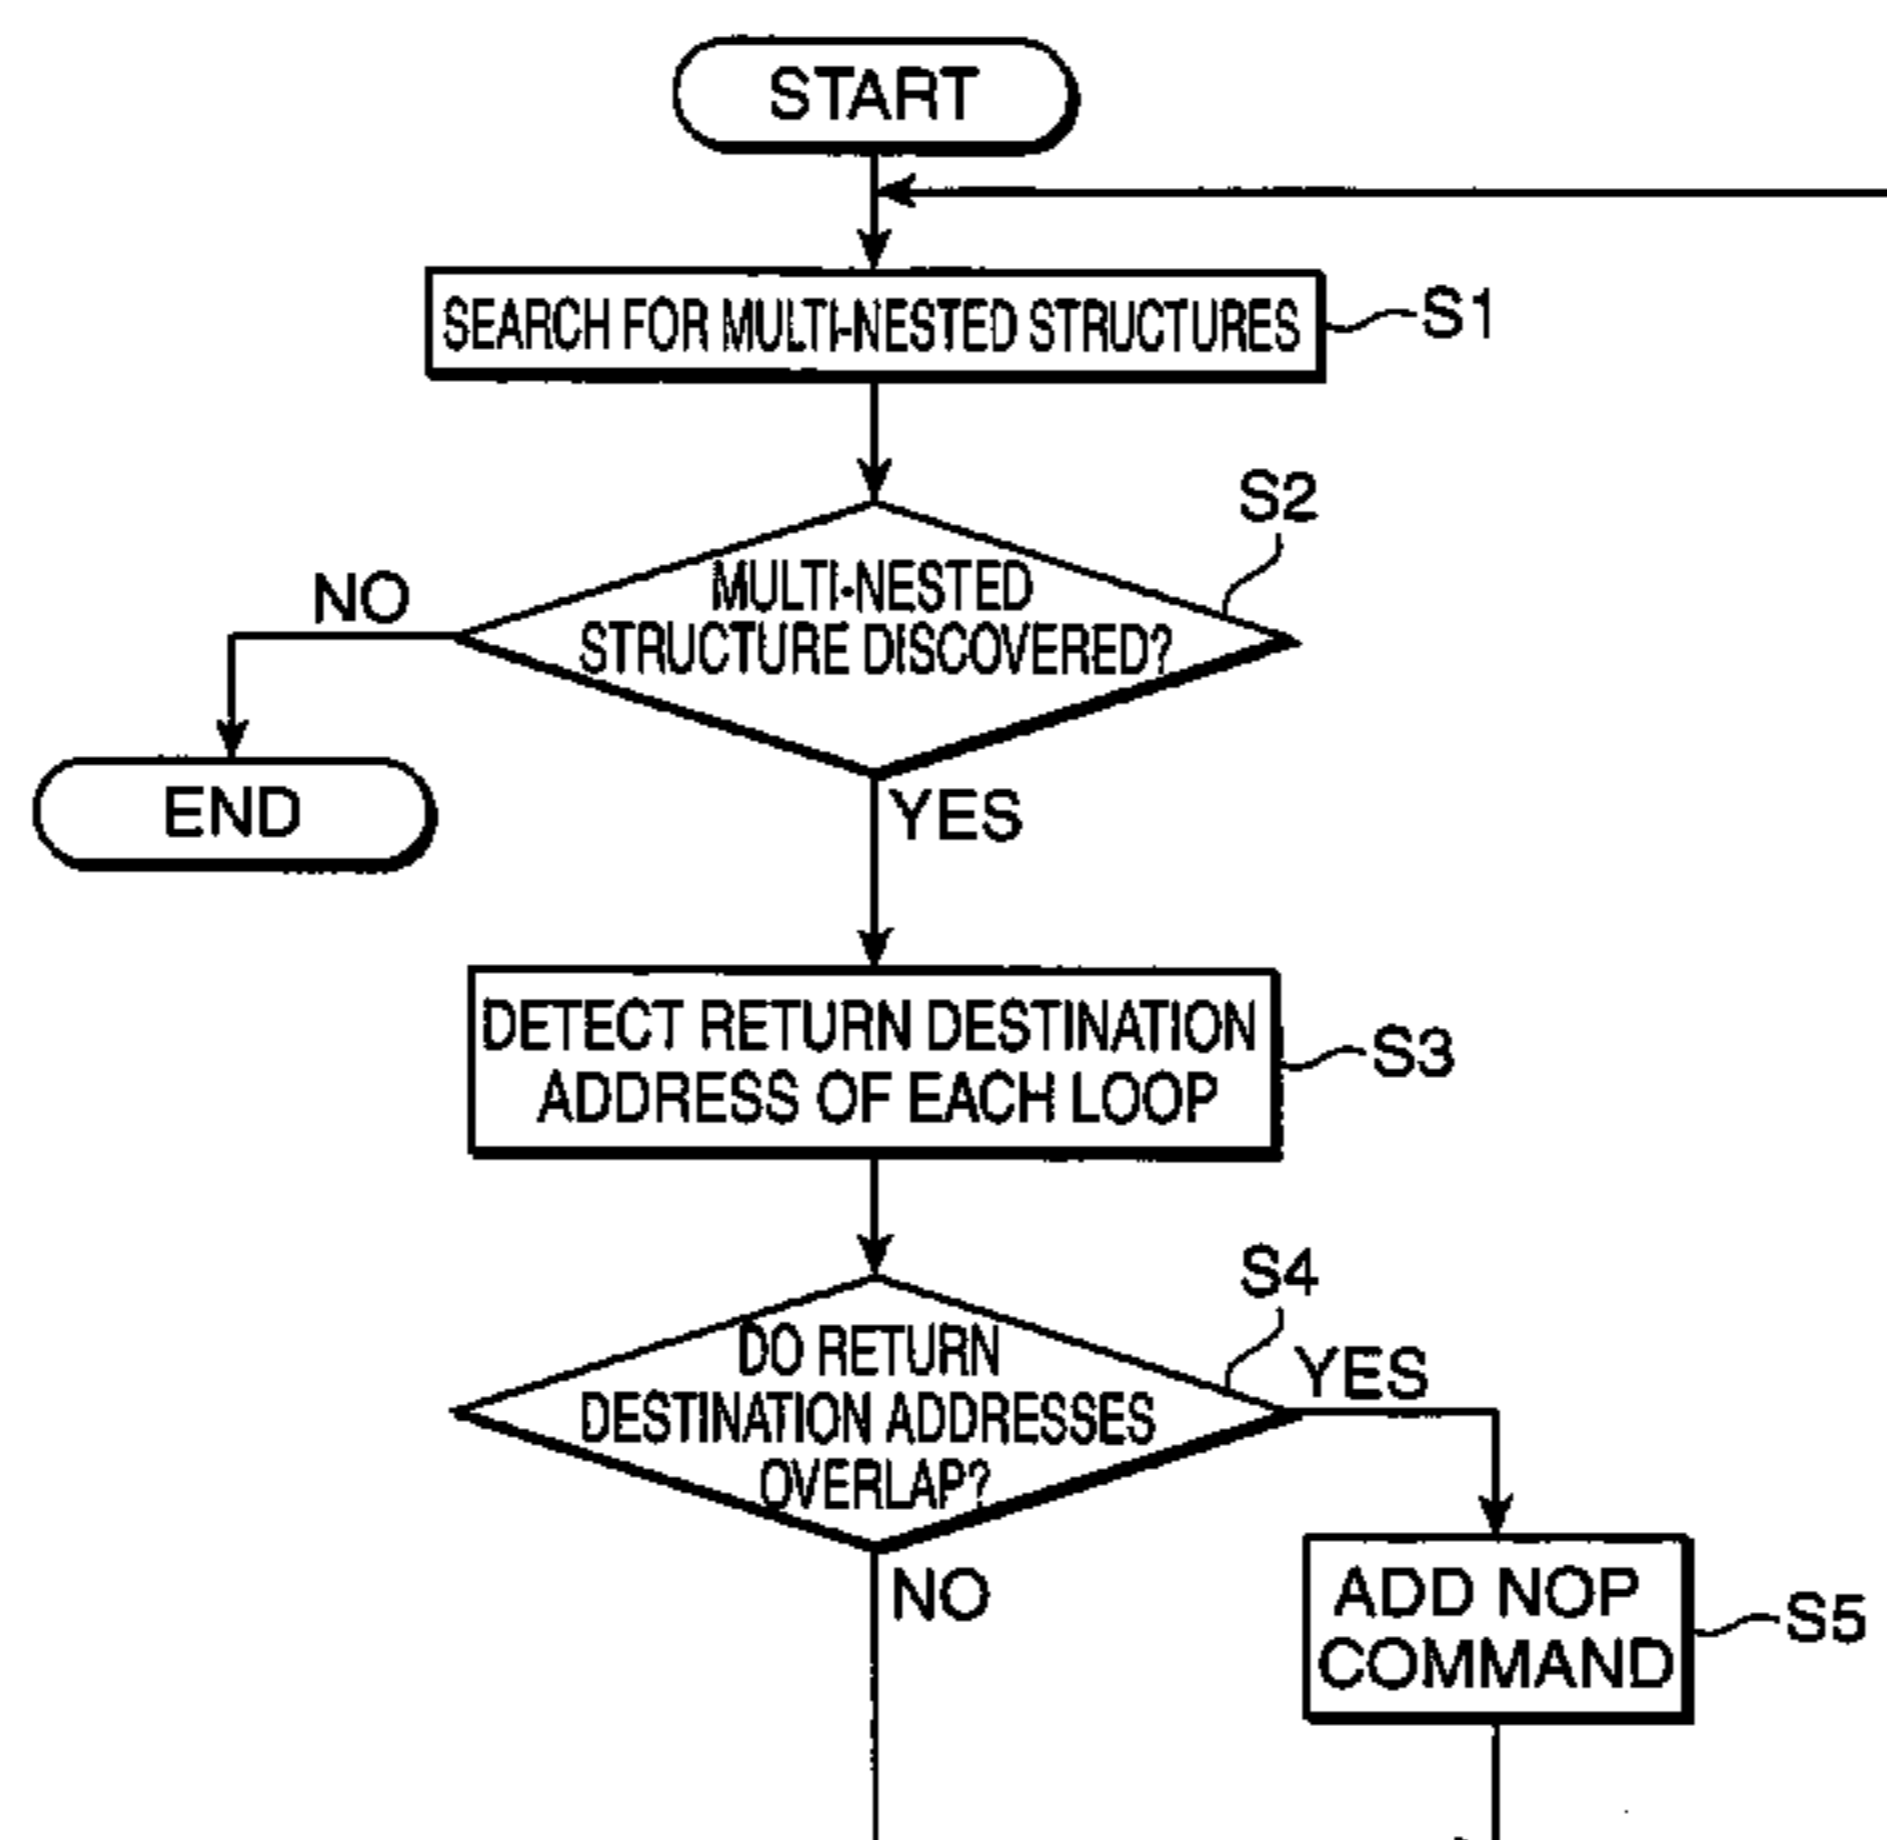 START
SEARCH FOR MULTI-NESTED STRUCTURES
S1
S2
MULTI-NESTED
STRUCTURE DISCOVERED?
NO
END
YES
DETECT RETURN DESTINATION
ADDRESS OF EACH LOOP
S3
S4
DO RETURN
DESTINATION ADDRESSES
OVERLAP?
YES
NO
ADD NOP
COMMAND
S5